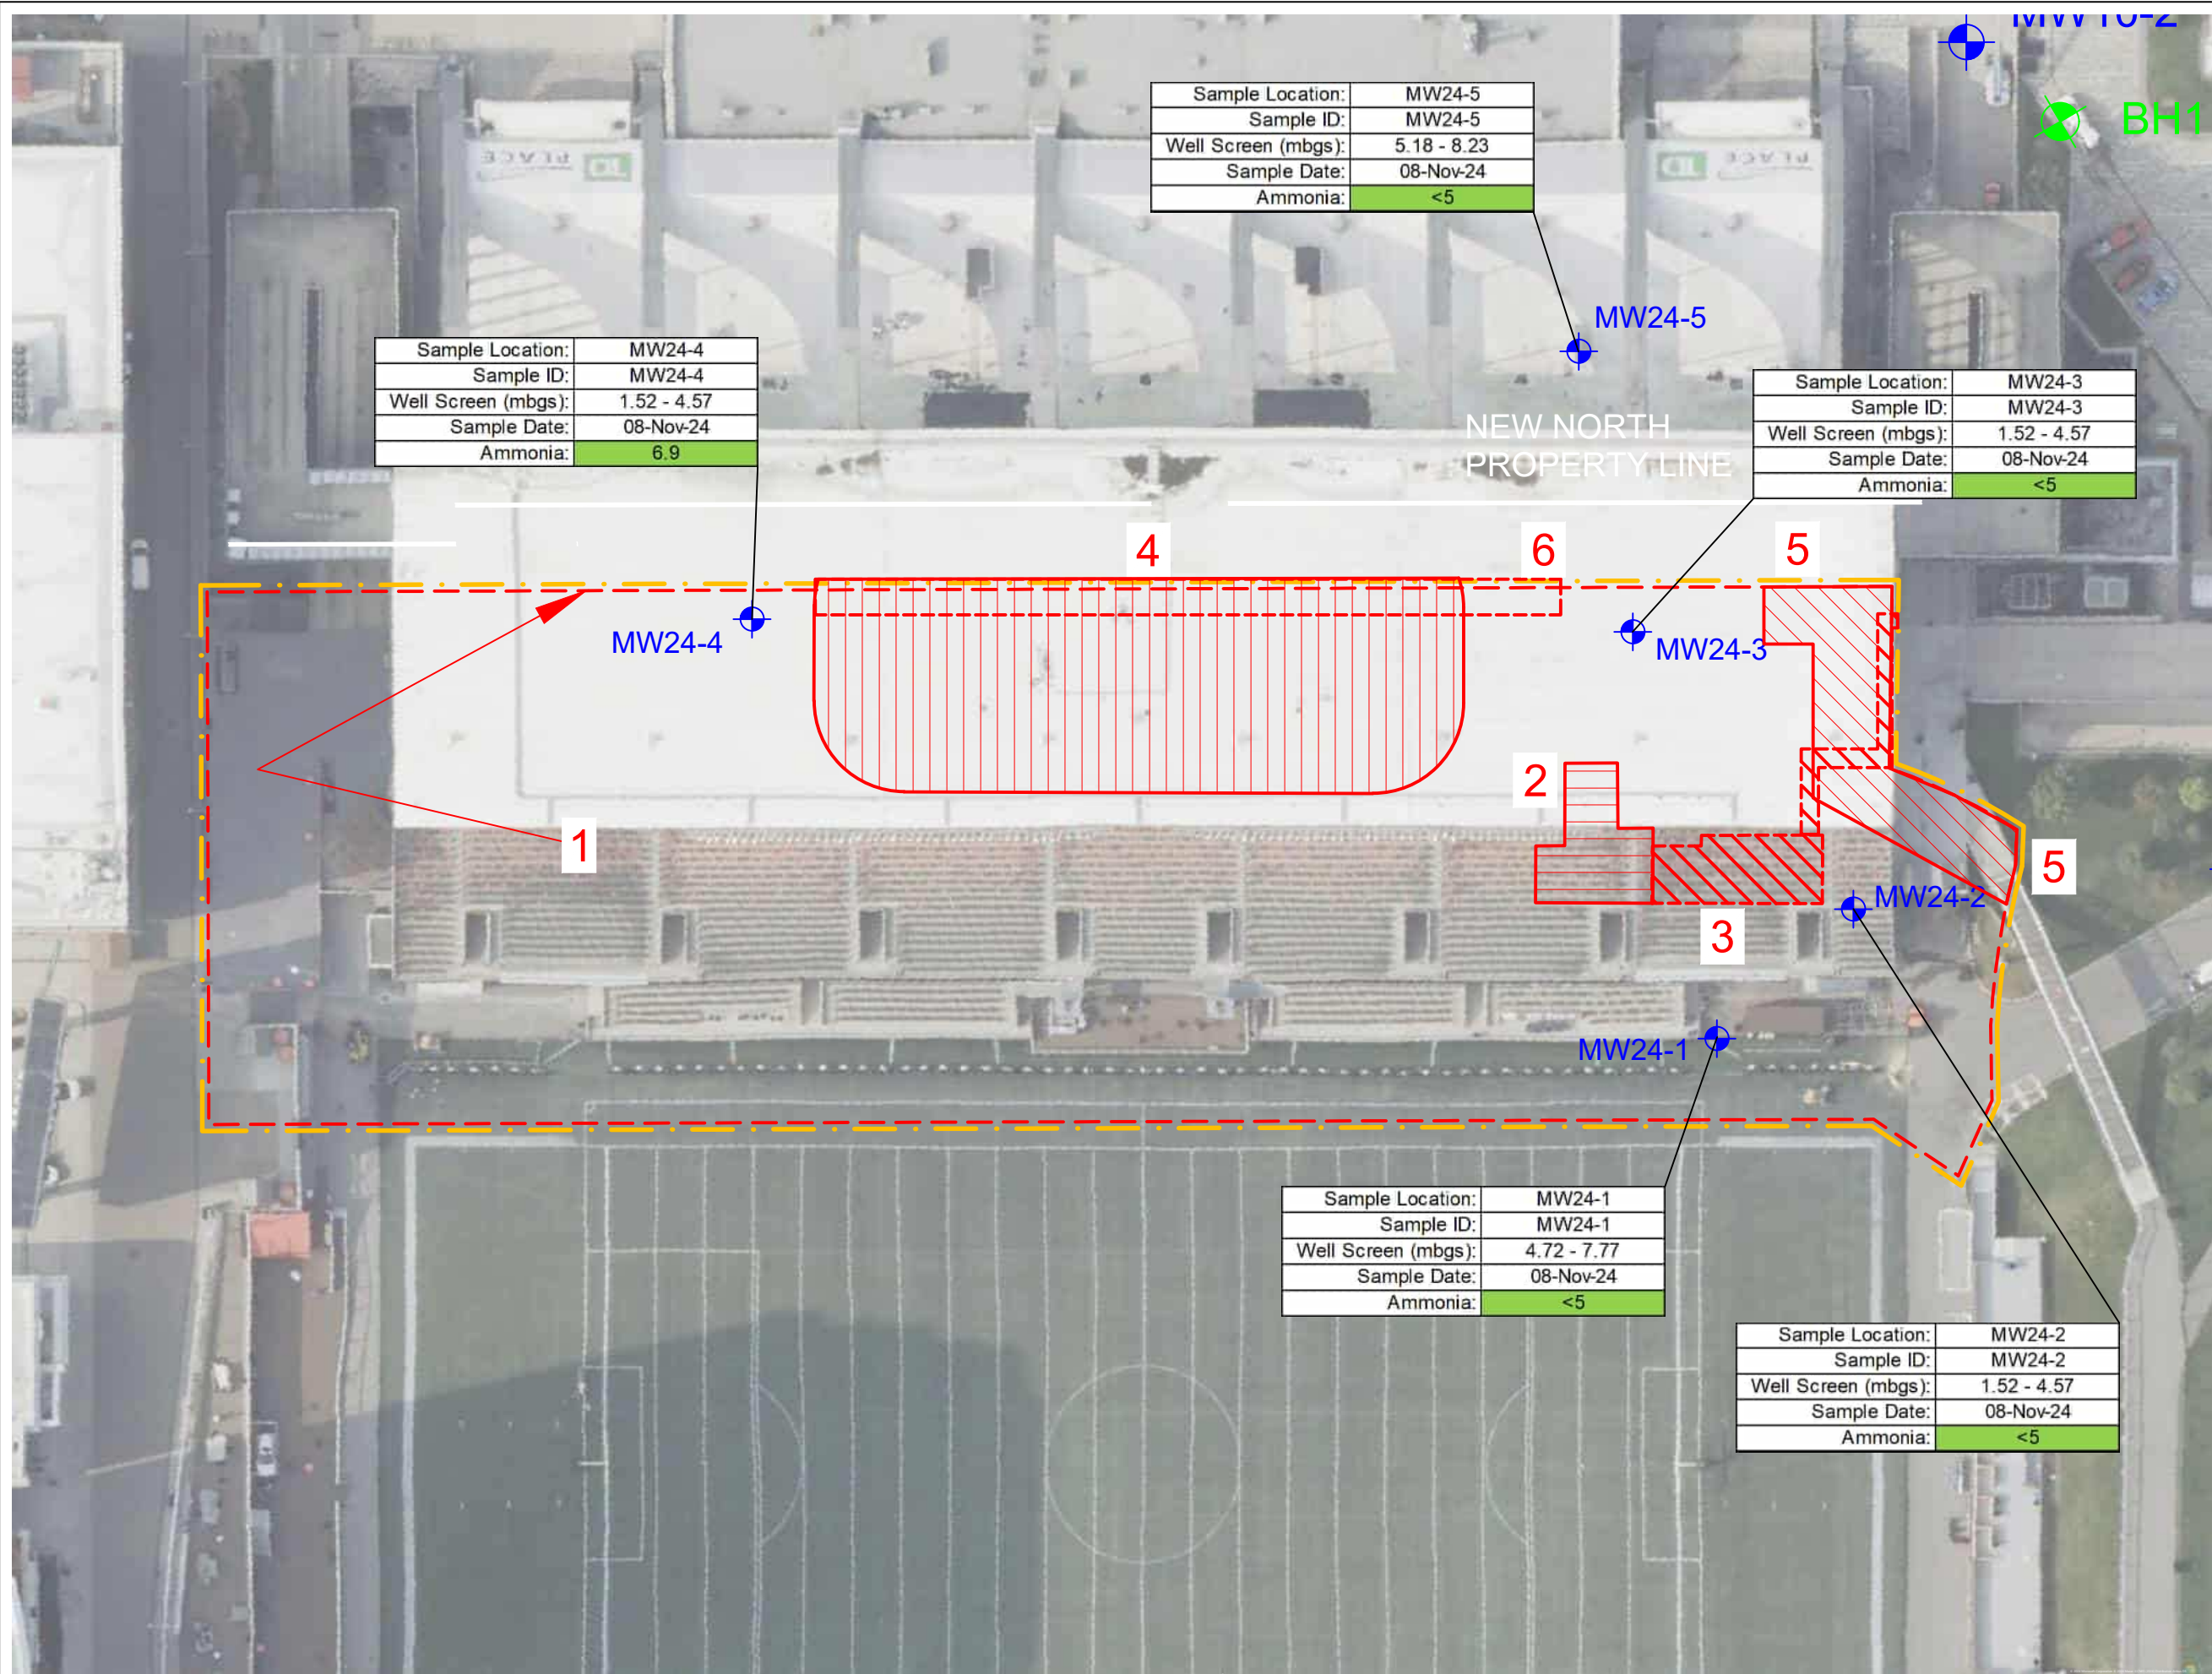 MW10-2
BH1
Sample Location: MW24-5
Sample ID: MW24-5
Well Screen (mbgs): 5.18 - 8.23
Sample Date: 08-Nov-24
Ammonia: <5
PLACE TD
TD PLACE
MW24-5
Sample Location: MW24-4
Sample ID: MW24-4
Well Screen (mbgs): 1.52 - 4.57
Sample Date: 08-Nov-24
Ammonia: 6.9
Sample Location: MW24-3
Sample ID: MW24-3
Well Screen (mbgs): 1.52 - 4.57
Sample Date: 08-Nov-24
Ammonia: <5
NEW NORTH
PROPERTY LINE
4
6
5
MW24-4
MW24-3
2
1
5
MW24-2
3
MW24-1
Sample Location: MW24-1
Sample ID: MW24-1
Well Screen (mbgs): 4.72 - 7.77
Sample Date: 08-Nov-24
Ammonia: <5
Sample Location: MW24-2
Sample ID: MW24-2
Well Screen (mbgs): 1.52 - 4.57
Sample Date: 08-Nov-24
Ammonia: <5